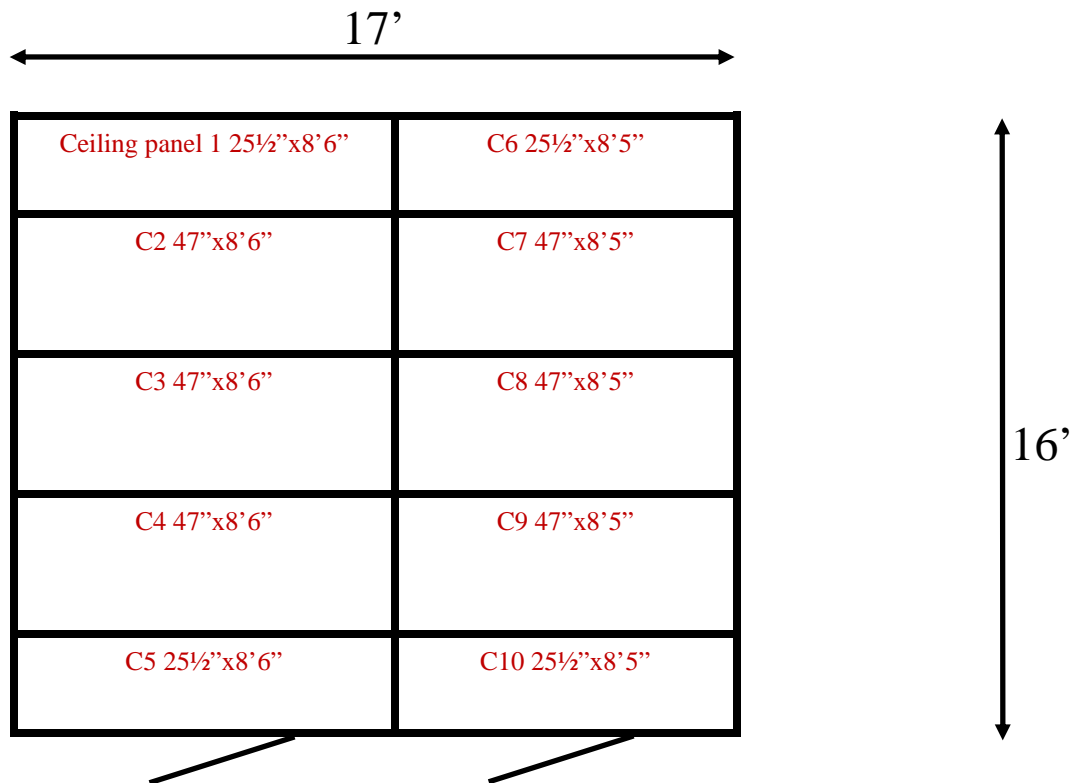 17’
Ceiling panel 1 25½”x8’6”
C6 25½”x8’5”
C2 47”x8’6”
C7 47”x8’5”
C3 47”x8’6”
C8 47”x8’5”
16’
C4 47”x8’6”
C9 47”x8’5”
C5 25½”x8’6”
C10 25½”x8’5”